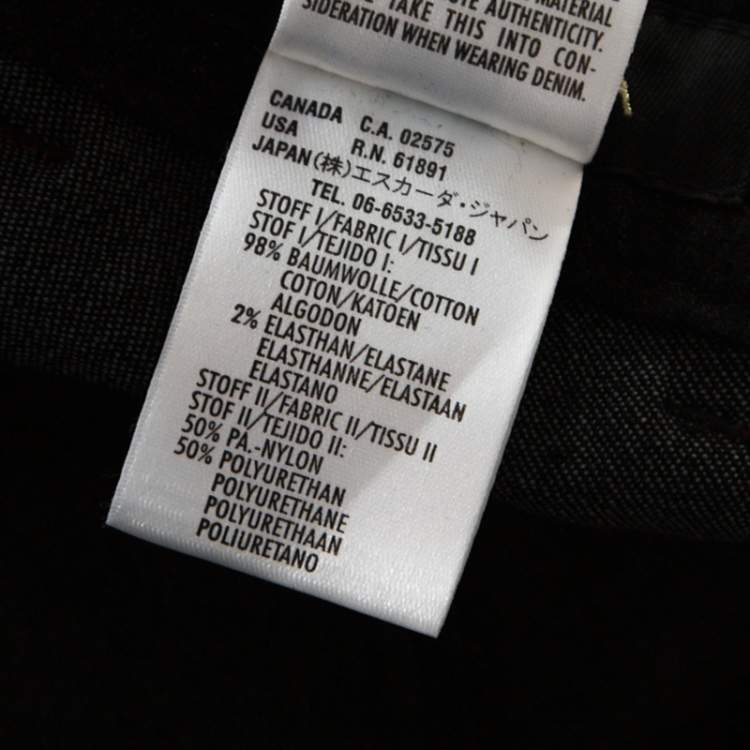 MATERIAL
AUTHENTICITY.
TAKE THIS INTO CON-
SIDERATION WHEN WEARING DENIM.
CANADA C.A. 02575
USA R.N. 61891
JAPAN (株)エスカーダ・ジャパン
TEL. 06-6533-5188
STOFF I/FABRIC I/TISSU I
STOF I/TEJIDO I:
98% BAUMWOLLE/COTTON
COTON/KATOEN
ALGODON
2% ELASTHAN/ELASTANE
ELASTHANNE/ELASTAAN
ELASTANO
STOFF II/FABRIC II/TISSU II
STOF II/TEJIDO II:
50% PA.-NYLON
50% POLYURETHAN
POLYURETHANE
POLYURETHAAN
POLIURETANO